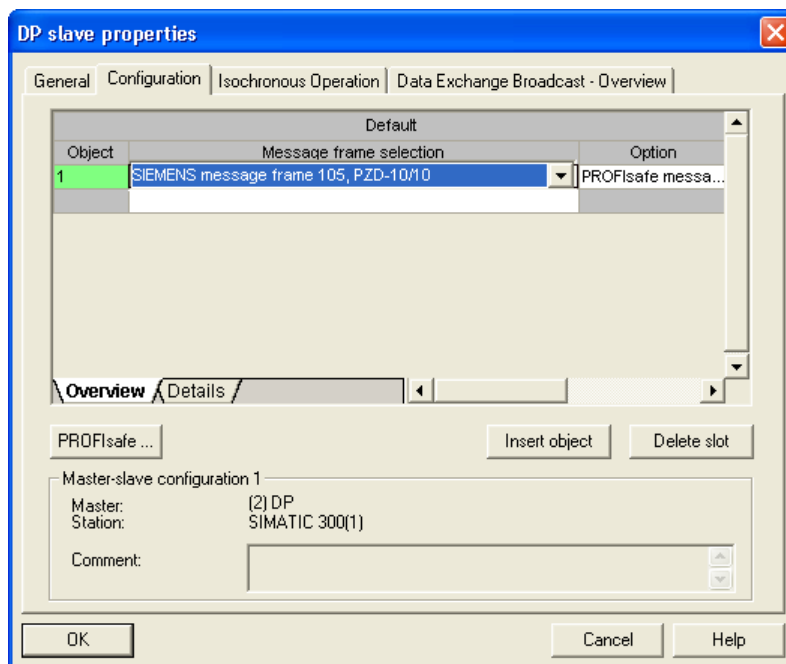 DP slave properties
General Configuration Isochronous Operation Data Exchange Broadcast - Overview
Default
Object Message frame selection Option
1 SIEMENS message frame 105, PZD-10/10 PROFIsafe messa...
Overview Details
PROFIsafe ... Insert object Delete slot
Master-slave configuration 1
Master: (2) DP
Station: SIMATIC 300(1)
Comment:
OK Cancel Help